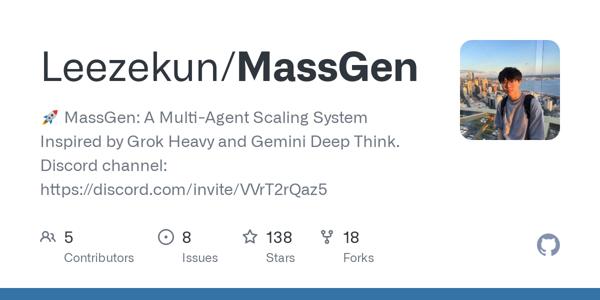 Leezekun/MassGen
🚀 MassGen: A Multi-Agent Scaling System
Inspired by Grok Heavy and Gemini Deep Think.
Discord channel:
https://discord.com/invite/VVrT2rQaz5
5 8 138 18
Contributors Issues Stars Forks